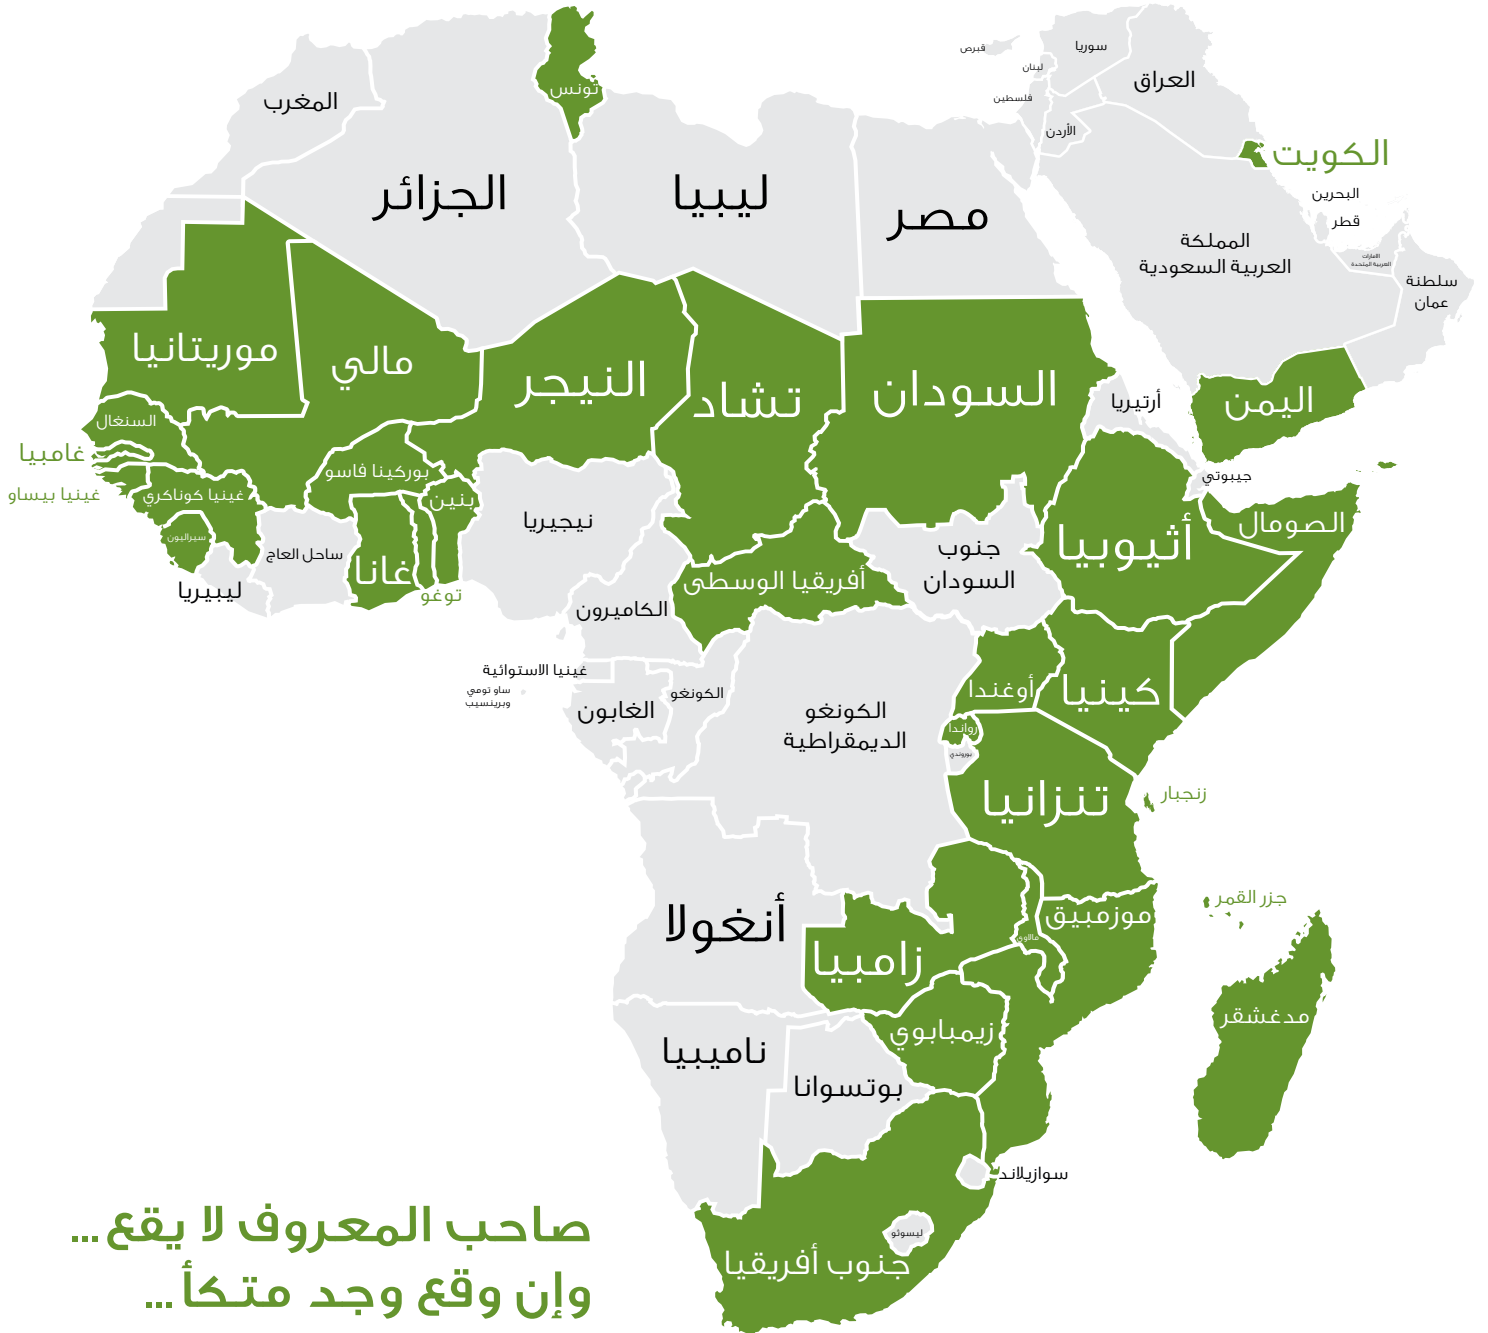 قبرص
سوريا
لبنان
العراق
فلسطين
الأردن
تونس
المغرب
الكويت
البحرين
قطر
الجزائر
ليبيا
مصر
المملكة
العربية السعودية
الامارات
العربية المتحدة
سلطنة
عمان
موريتانيا
مالي
النيجر
تشاد
السودان
أرتيريا
اليمن
السنغال
غامبيا
غينيا بيساو
غينيا كوناكري
بوركينا فاسو
بنين
نيجيريا
جيبوتي
الصومال
أثيوبيا
جنوب
السودان
سيراليون
ليبيريا
ساحل العاج
غانا
توغو
أفريقيا الوسطى
الكاميرون
غينيا الاستوائية
ساو تومي
وبرينسيب
الغابون
الكونغو
الكونغو
الديمقراطية
أوغندا
كينيا
رواندا
بوروندي
تنزانيا
زنجبار
أنغولا
زامبيا
مالاوي
موزمبيق
جزر القمر
مدغشقر
ناميبيا
بوتسوانا
زيمبابوي
سوازيلاند
ليسوتو
جنوب أفريقيا
صاحب المعروف لا يقع...
وإن وقع وجد متكأ...